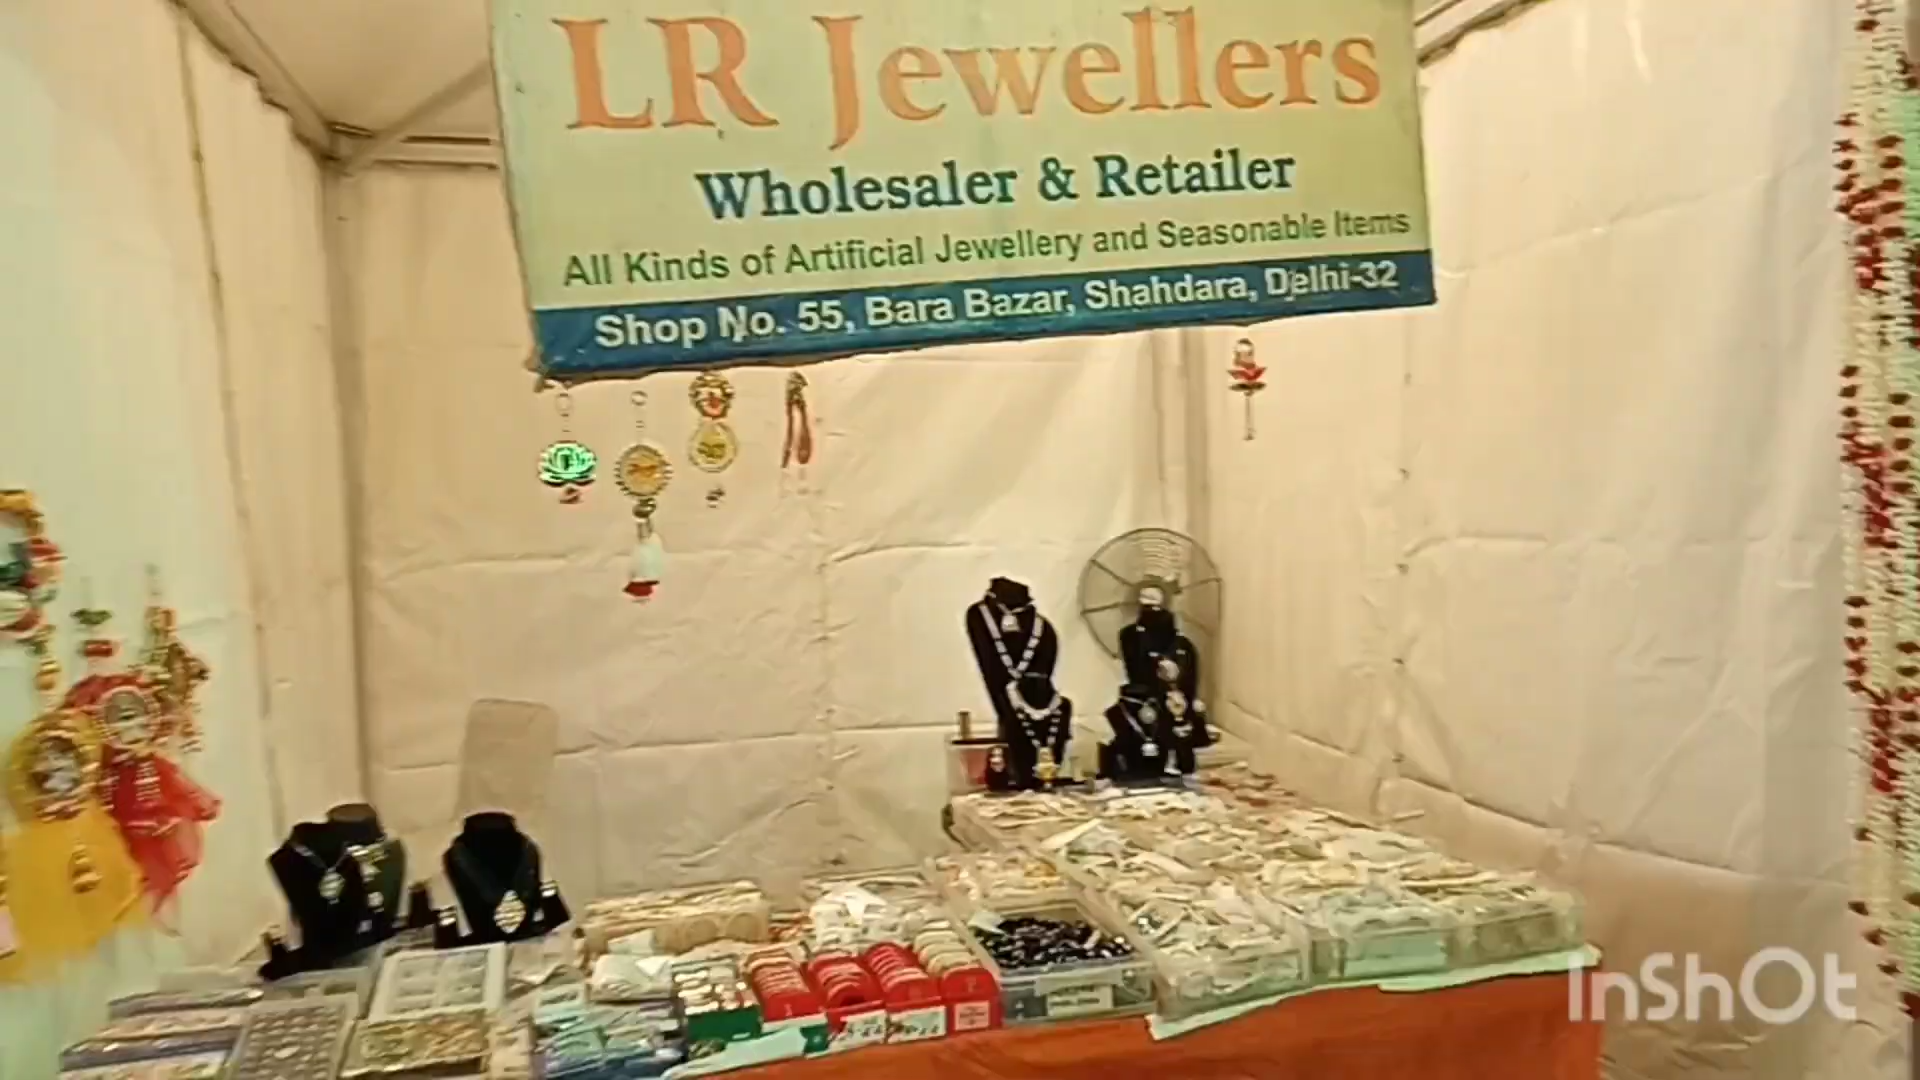 LR Jewellers
Wholesaler & Retailer
All Kinds of Artificial Jewellery and Seasonable Items
Shop No. 55, Bara Bazar, Shahdara, Delhi-32
InShOt